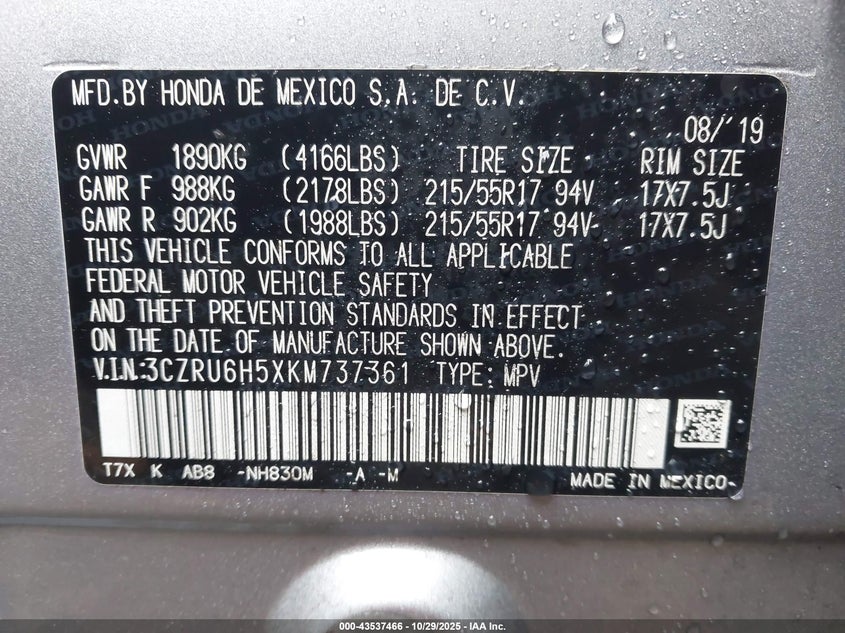 MFD.BY HONDA DE MEXICO S.A. DE C.V.
08/'19
GVWR 1890KG (4166LBS) TIRE SIZE RIM SIZE
GAWR F 988KG (2178LBS) 215/55R17 94V 17X7.5J
GAWR R 902KG (1988LBS) 215/55R17 94V 17X7.5J
THIS VEHICLE CONFORMS TO ALL APPLICABLE
FEDERAL MOTOR VEHICLE SAFETY
AND THEFT PREVENTION STANDARDS IN EFFECT
ON THE DATE OF MANUFACTURE SHOWN ABOVE.
V.I.N.:3CZRU6H5XKM737361 TYPE: MPV
T7X K AB8 -NH830M -A -M
MADE IN MEXICO
000-43537466 | 10/29/2025 | © IAA Inc.